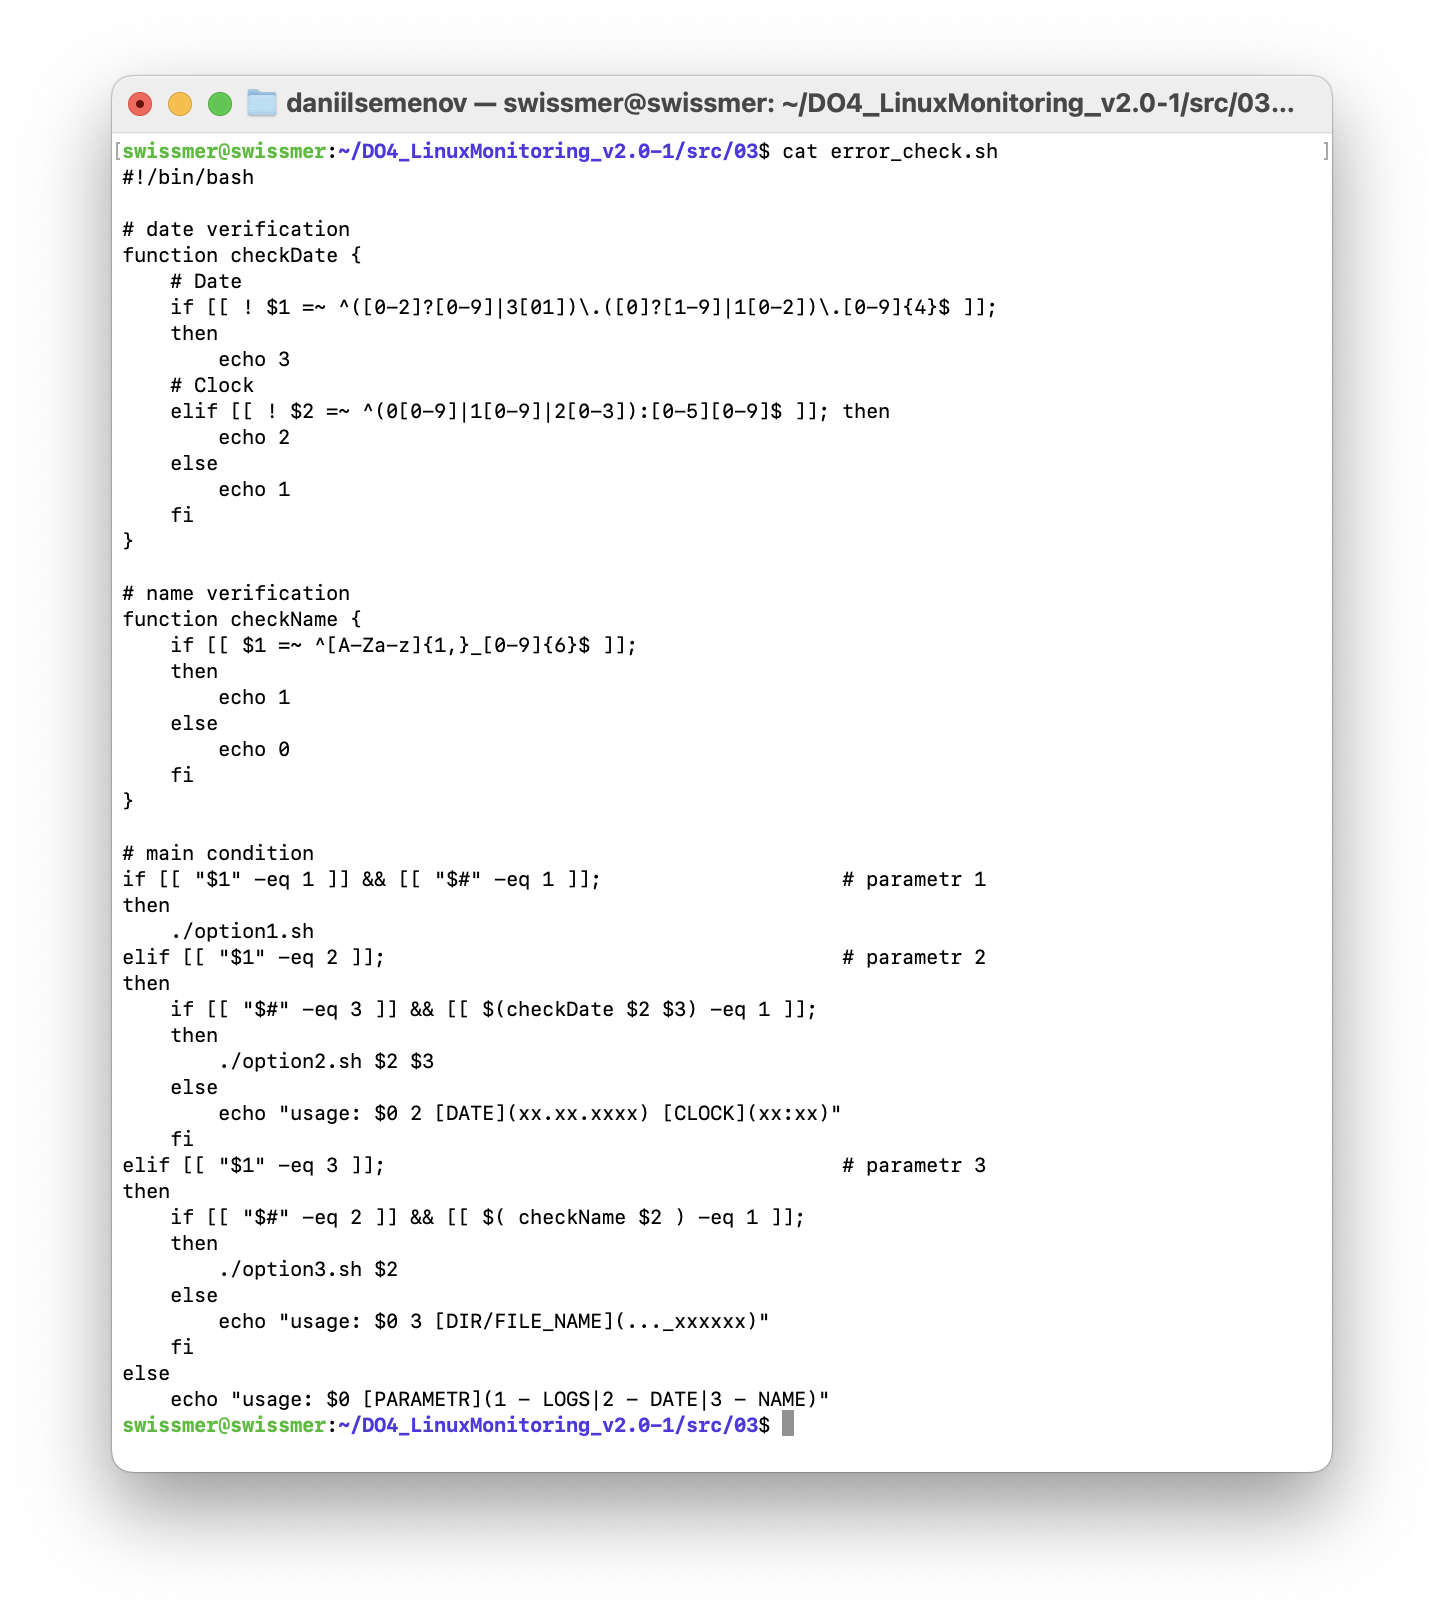 daniilsemenov — swissmer@swissmer: ~/DO4_LinuxMonitoring_v2.0-1/src/03...
[swissmer@swissmer:~/DO4_LinuxMonitoring_v2.0-1/src/03$ cat error_check.sh ]
#!/bin/bash

# date verification
function checkDate {
    # Date
    if [[ ! $1 =~ ^([0-2]?[0-9]|3[01])\.([0]?[1-9]|1[0-2])\.[0-9]{4}$ ]];
    then
        echo 3
    # Clock
    elif [[ ! $2 =~ ^(0[0-9]|1[0-9]|2[0-3]):[0-5][0-9]$ ]]; then
        echo 2
    else
        echo 1
    fi
}

# name verification
function checkName {
    if [[ $1 =~ ^[A-Za-z]{1,}_[0-9]{6}$ ]];
    then
        echo 1
    else
        echo 0
    fi
}

# main condition
if [[ "$1" -eq 1 ]] && [[ "$#" -eq 1 ]];                    # parametr 1
then
    ./option1.sh
elif [[ "$1" -eq 2 ]];                                      # parametr 2
then
    if [[ "$#" -eq 3 ]] && [[ $(checkDate $2 $3) -eq 1 ]];
    then
        ./option2.sh $2 $3
    else
        echo "usage: $0 2 [DATE](xx.xx.xxxx) [CLOCK](xx:xx)"
    fi
elif [[ "$1" -eq 3 ]];                                      # parametr 3
then
    if [[ "$#" -eq 2 ]] && [[ $( checkName $2 ) -eq 1 ]];
    then
        ./option3.sh $2
    else
        echo "usage: $0 3 [DIR/FILE_NAME](..._xxxxxx)"
    fi
else
    echo "usage: $0 [PARAMETR](1 - LOGS|2 - DATE|3 - NAME)"
swissmer@swissmer:~/DO4_LinuxMonitoring_v2.0-1/src/03$